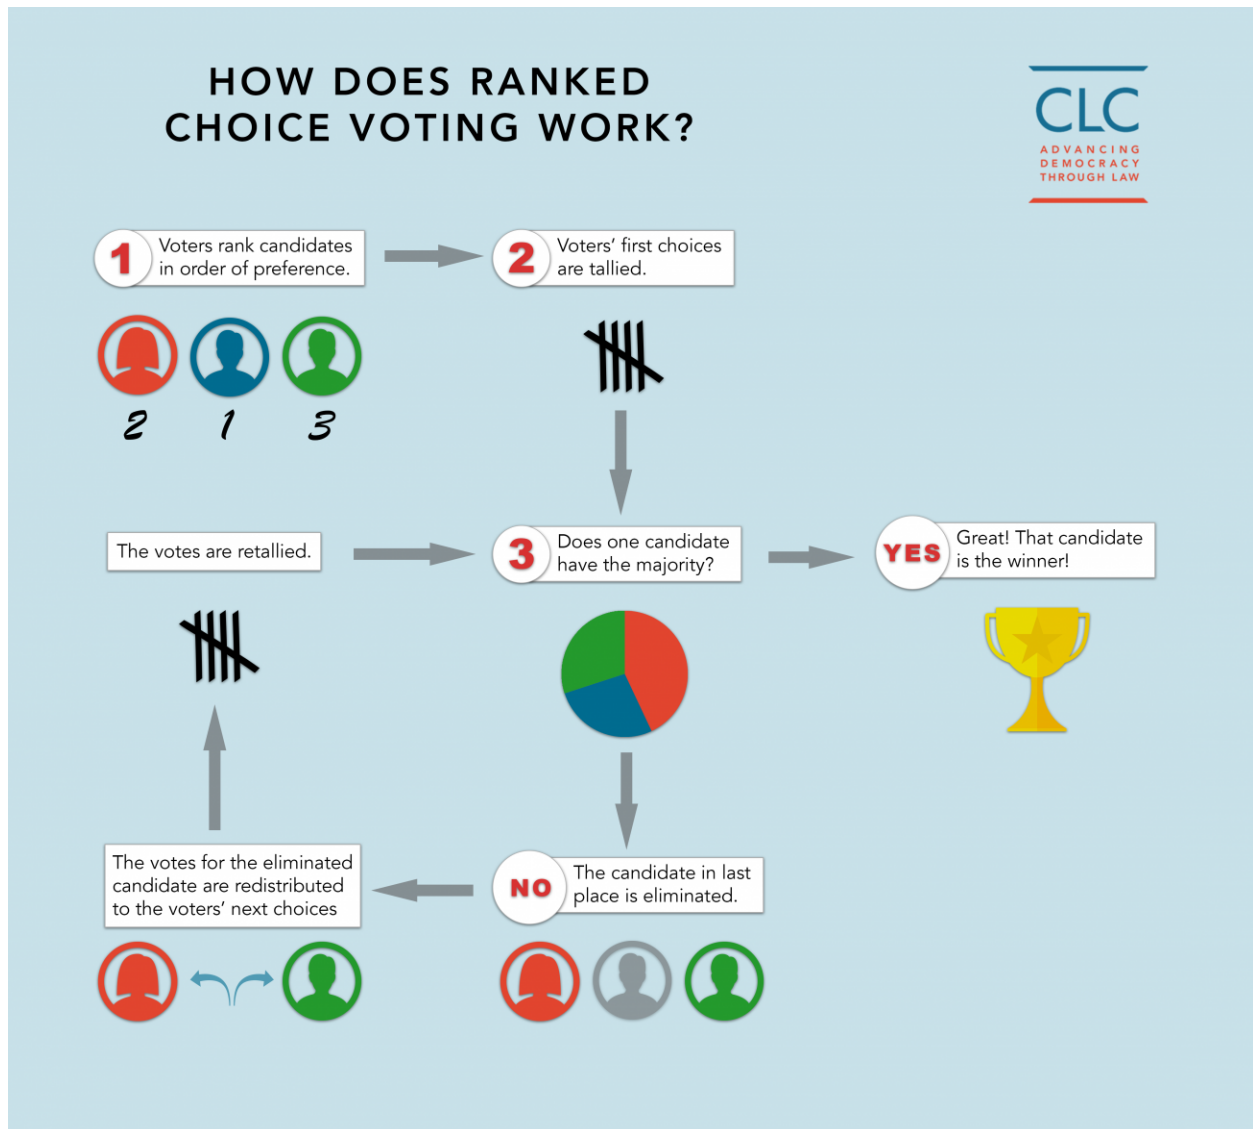 HOW DOES RANKED
CHOICE VOTING WORK?
CLC
ADVANCING
DEMOCRACY
THROUGH LAW
1
Voters rank candidates
in order of preference.
2
Voters' first choices
are tallied.
2 1 3
The votes are retallied.
3
Does one candidate
have the majority?
YES
Great! That candidate
is the winner!
The votes for the eliminated
candidate are redistributed
to the voters' next choices
NO
The candidate in last
place is eliminated.